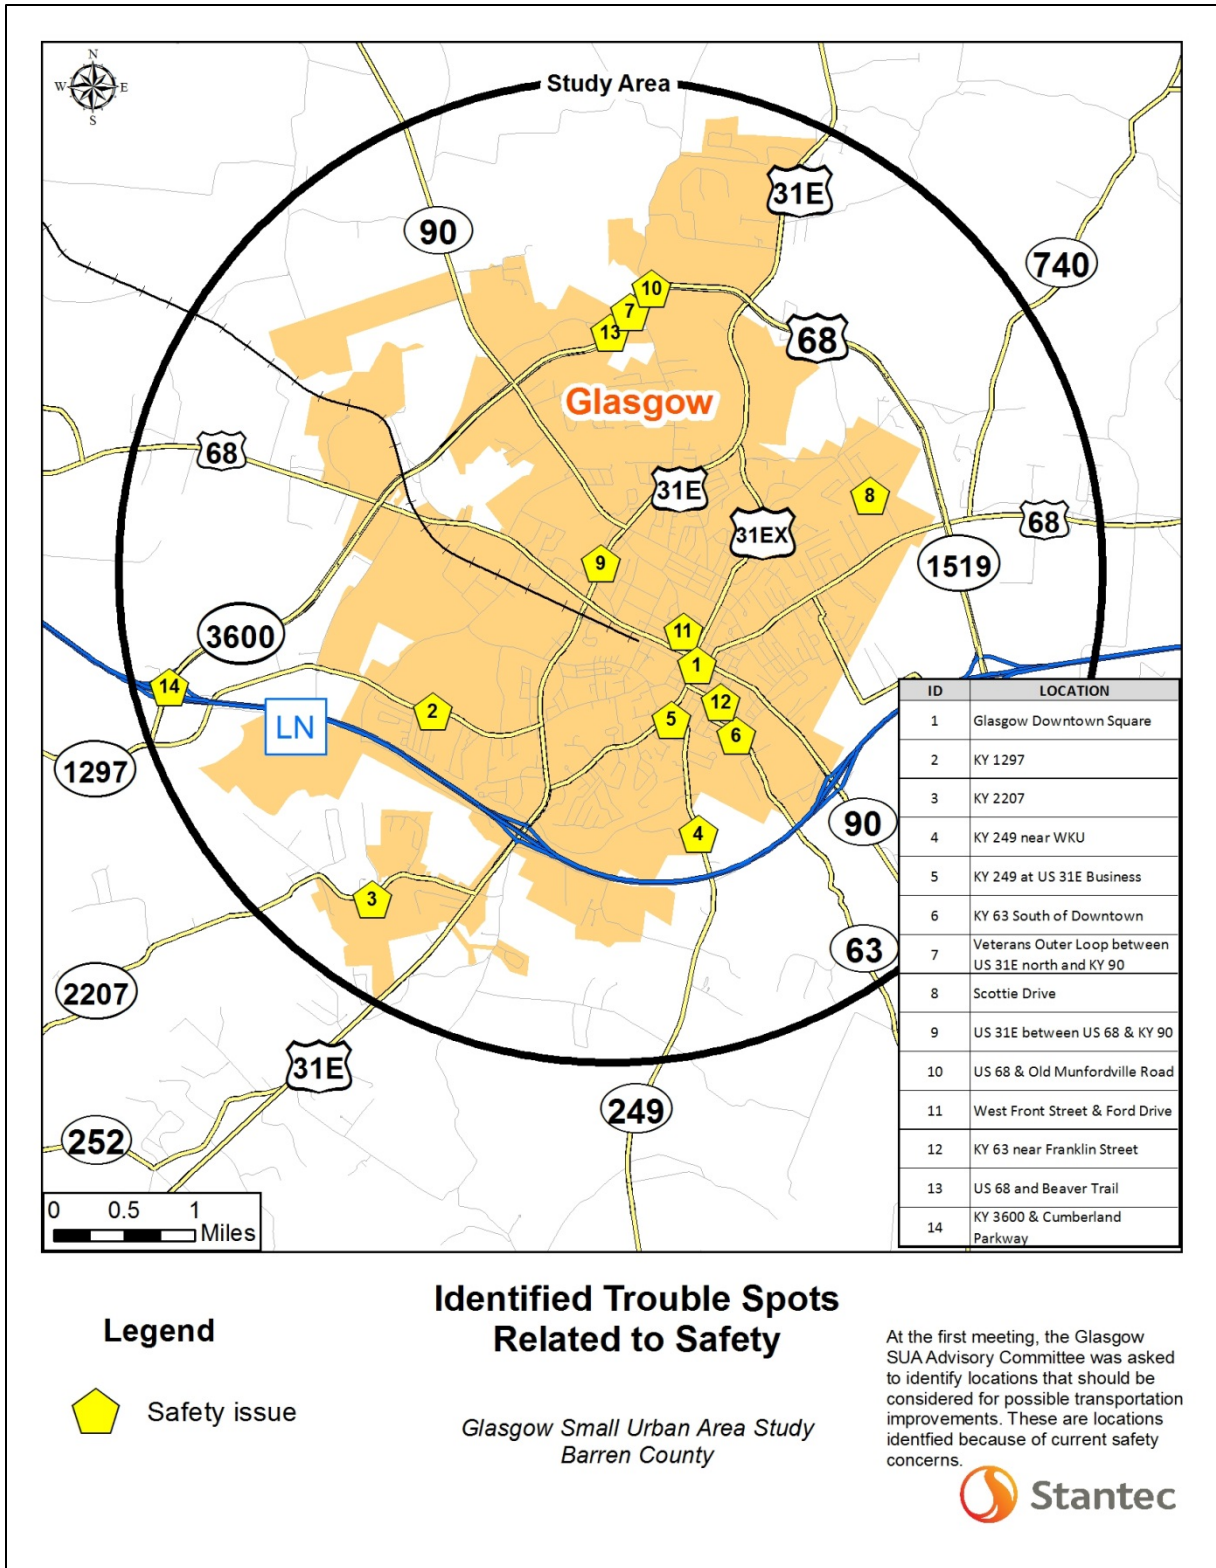 N
W E
S
Study Area
31E
90
740
10
7
13
68
Glasgow
68
31E
8
31EX
68
9
1519
3600
11
1
14
2
12
5
6
LN
1297
4
90
3
63
2207
31E
249
252
0 0.5 1
Miles
ID LOCATION
1 Glasgow Downtown Square
2 KY 1297
3 KY 2207
4 KY 249 near WKU
5 KY 249 at US 31E Business
6 KY 63 South of Downtown
7 Veterans Outer Loop between
US 31E north and KY 90
8 Scottie Drive
9 US 31E between US 68 & KY 90
10 US 68 & Old Munfordville Road
11 West Front Street & Ford Drive
12 KY 63 near Franklin Street
13 US 68 and Beaver Trail
14 KY 3600 & Cumberland
Parkway
Legend
Safety issue
Identified Trouble Spots
Related to Safety
Glasgow Small Urban Area Study
Barren County
At the first meeting, the Glasgow
SUA Advisory Committee was asked
to identify locations that should be
considered for possible transportation
improvements. These are locations
identfied because of current safety
concerns.
Stantec